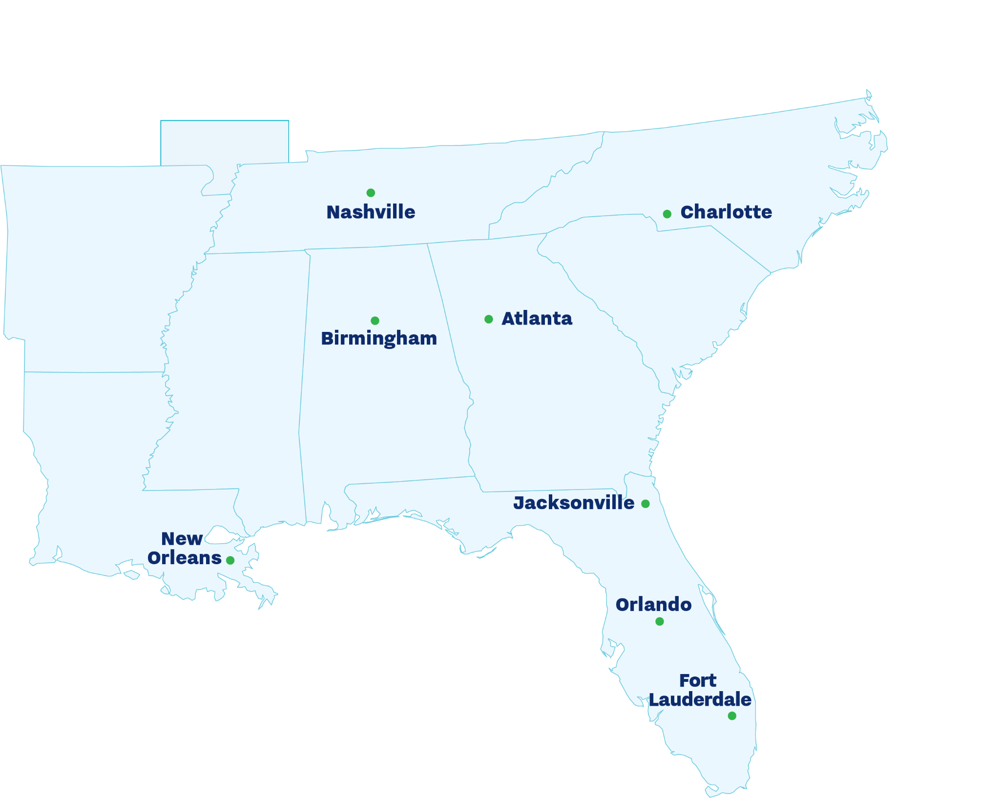 Nashville
Charlotte
Atlanta
Birmingham
Jacksonville
New
Orleans
Orlando
Fort
Lauderdale